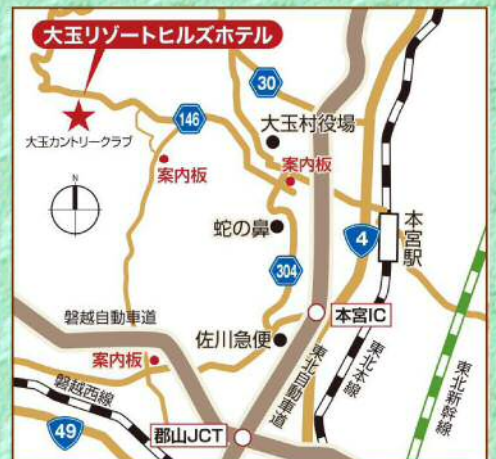 大玉リゾートヒルズホテル
30
146
大玉村役場
大玉カントリークラブ
案内板
案内板
N
蛇の鼻
4
本宮駅
304
磐越自動車道
本宮IC
佐川急便
案内板
東北自動車道
東北本線
東北新幹線
磐越西線
49
郡山JCT